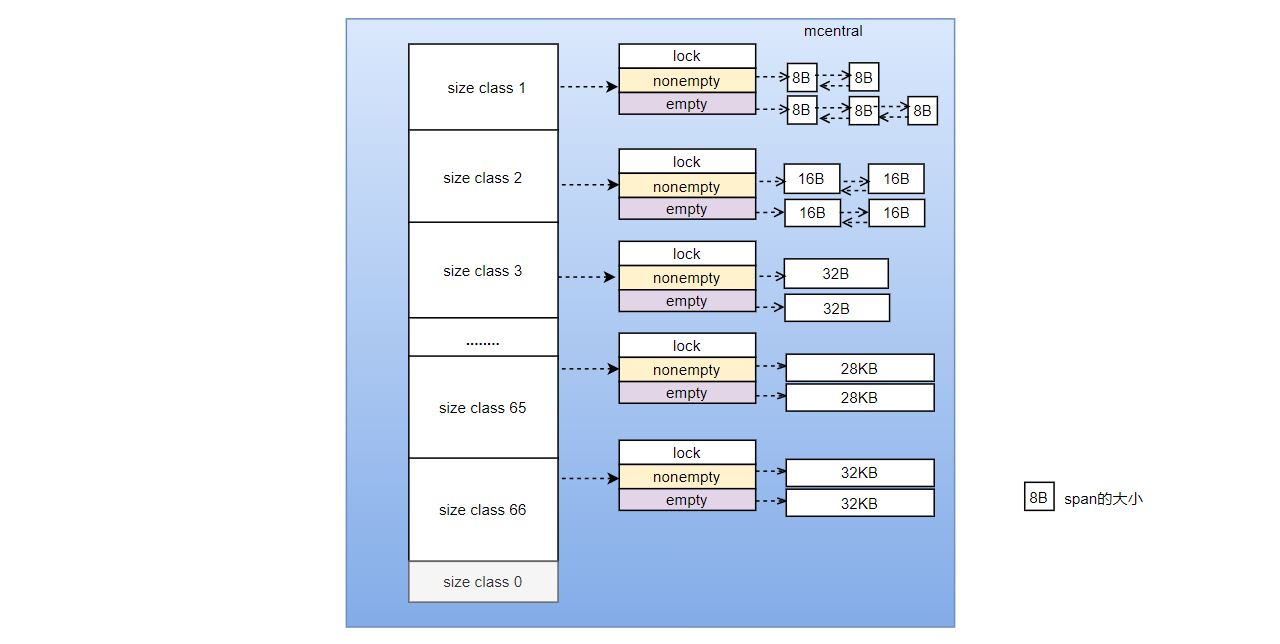 mcentral
size class 1
lock
nonempty
empty
8B
8B
8B
8B
8B
size class 2
lock
nonempty
empty
16B
16B
16B
16B
size class 3
lock
nonempty
empty
32B
32B
........
size class 65
lock
nonempty
empty
28KB
28KB
size class 66
lock
nonempty
empty
32KB
32KB
size class 0
8B
span的大小